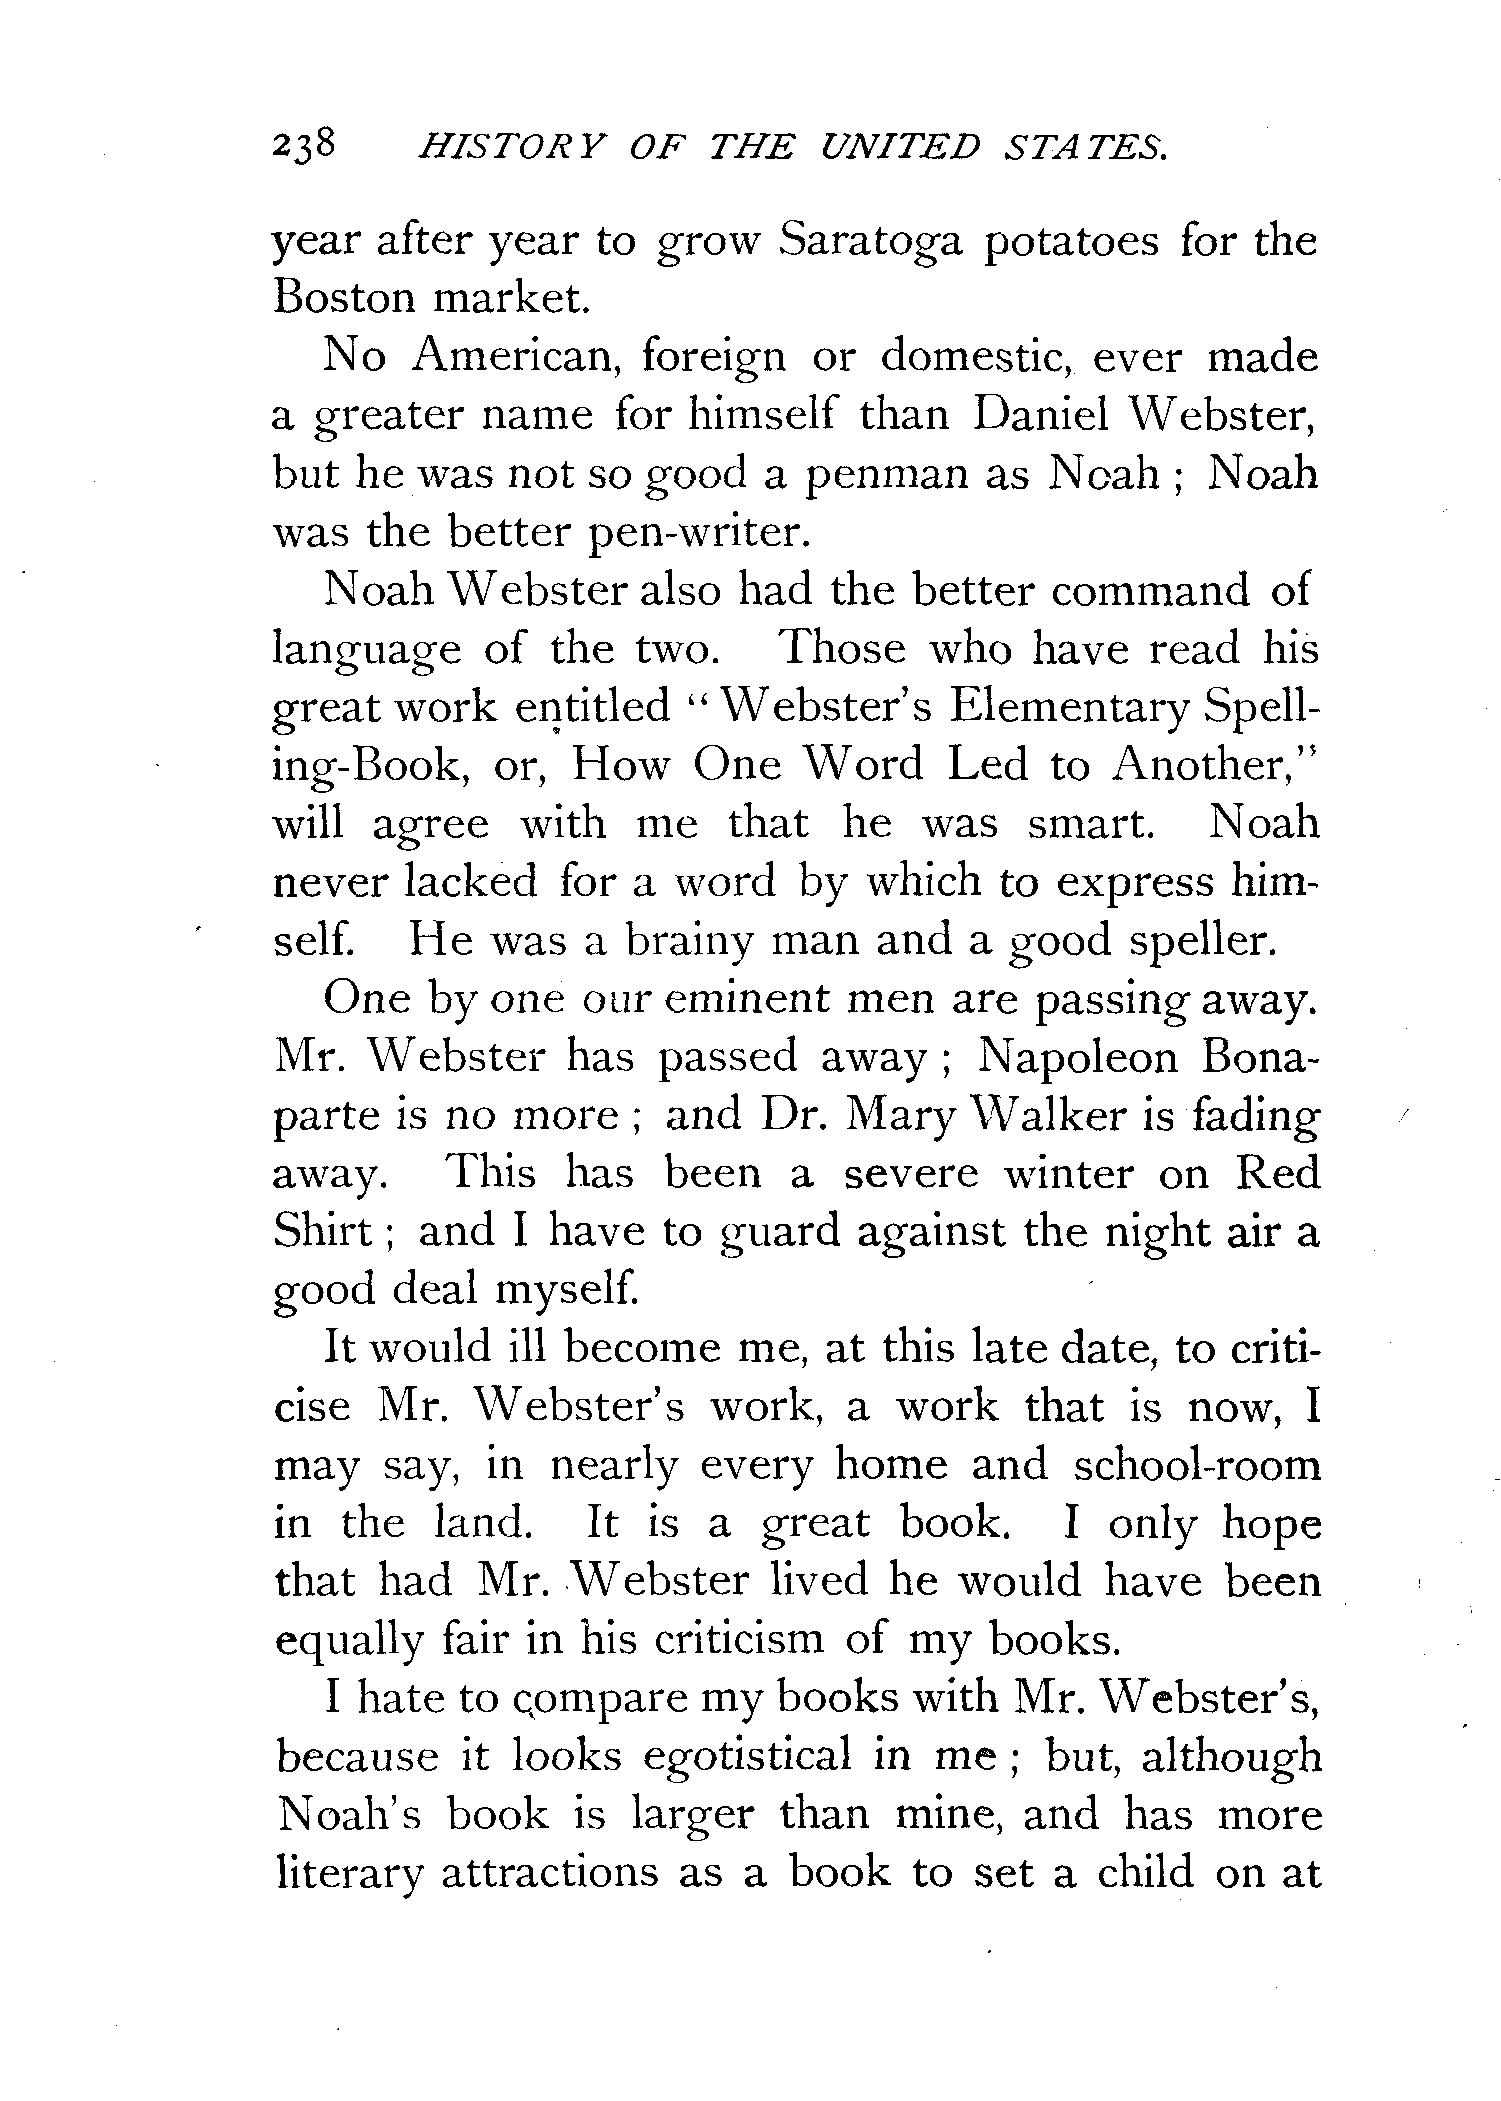 238 HISTORY OF THE UNITED STATES.
year after year to grow Saratoga potatoes for the
Boston market.
No American, foreign or domestic, ever made
a greater name for himself than Daniel Webster,
but he was not so good a penman as Noah ; Noah
was the better pen-writer.
Noah Webster also had the better command of
language of the two. Those who have read his
great work entitled “ Webster’s Elementary Spell-
ing-Book, or, How One Word Led to Another,”
will agree with me that he was smart. Noah
never lacked for a word by which to express him-
self. He was a brainy man and a good speller.
One by one our eminent men are passing away.
Mr. Webster has passed away ; Napoleon Bona-
parte is no more ; and Dr. Mary Walker is fading
away. This has been a severe winter on Red
Shirt ; and I have to guard against the night air a
good deal myself.
It would ill become me, at this late date, to criti-
cise Mr. Webster’s work, a work that is now, I
may say, in nearly every home and school-room
in the land. It is a great book. I only hope
that had Mr. Webster lived he would have been
equally fair in his criticism of my books.
I hate to compare my books with Mr. Webster’s,
because it looks egotistical in me ; but, although
Noah’s book is larger than mine, and has more
literary attractions as a book to set a child on at